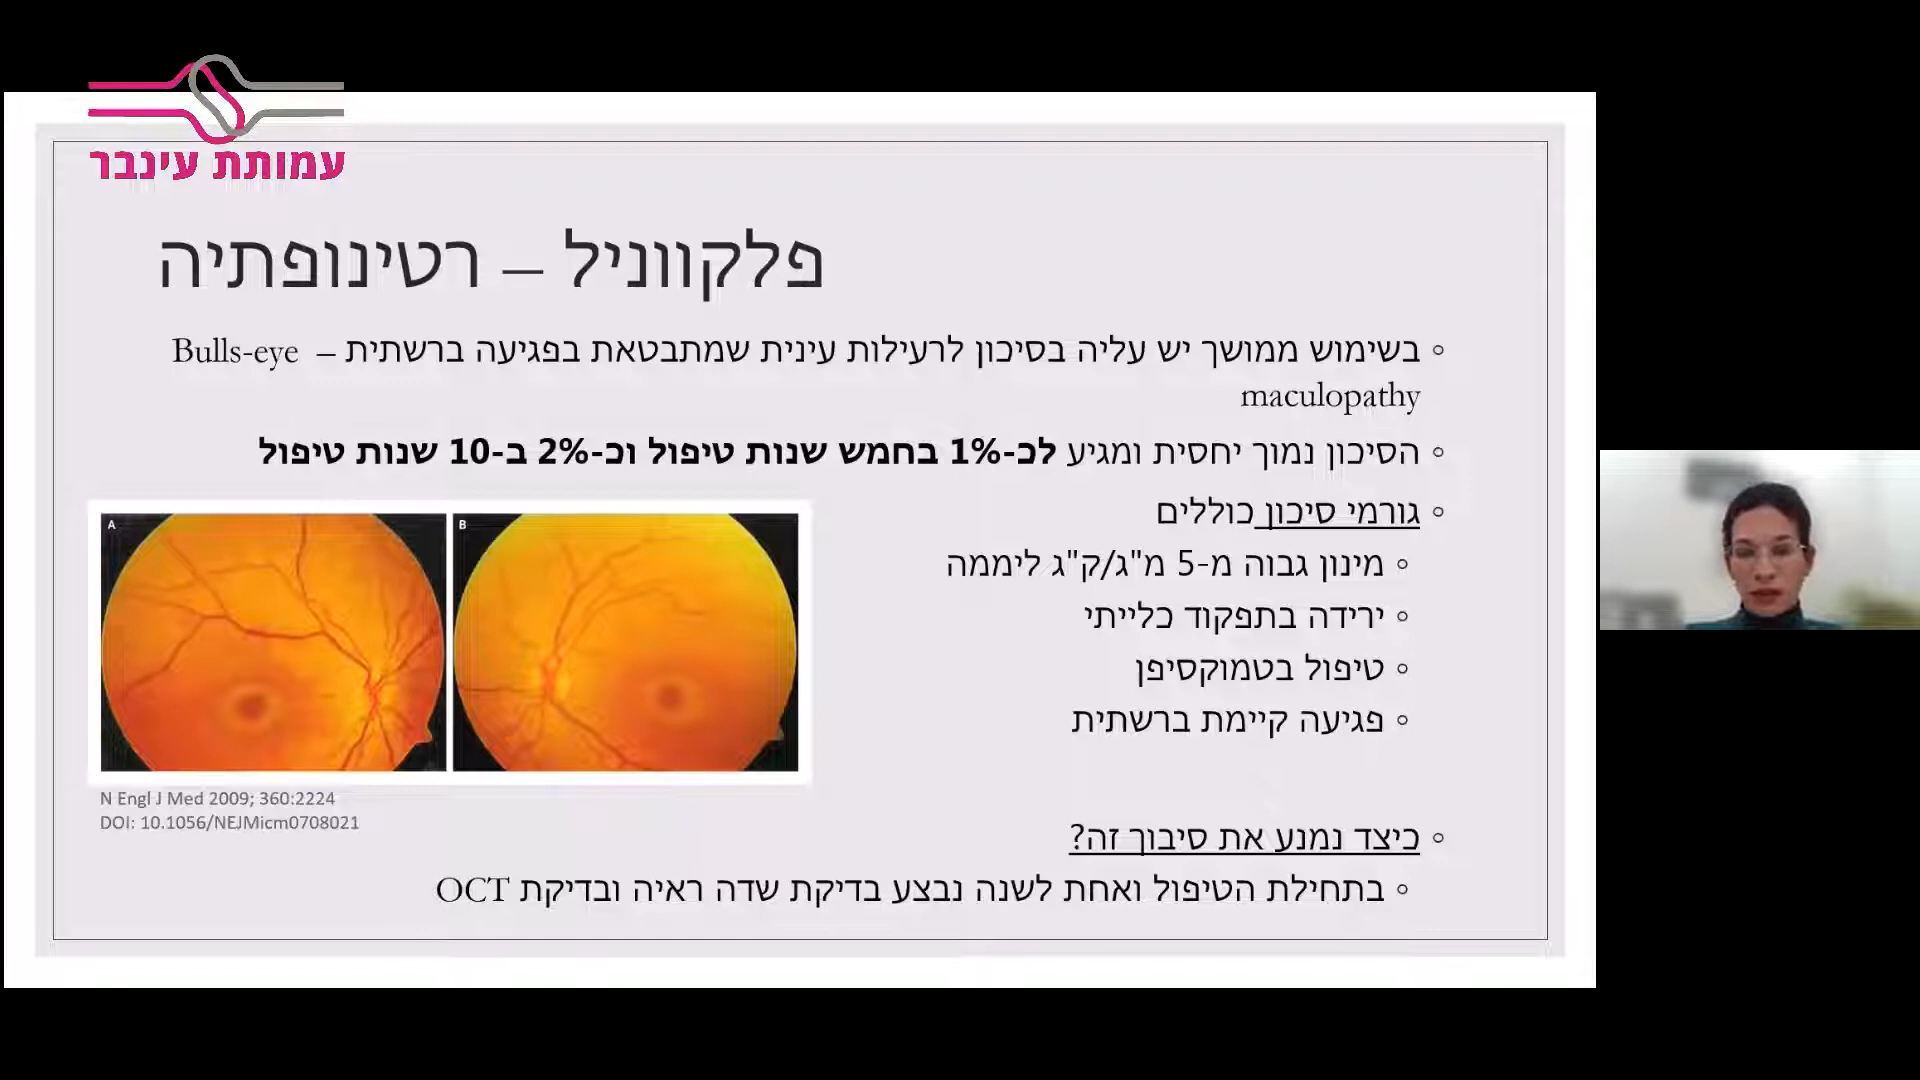 עמותת עינבר
פלקווניל – רטינופתיה
בשימוש ממושך יש עליה בסיכון לרעילות עינית שמתבטאת בפגיעה ברשתית – Bulls-eye
maculopathy
הסיכון נמוך יחסית ומגיע לכ-1% בחמש שנות טיפול וכ-2% ב-10 שנות טיפול
גורמי סיכון כוללים
מינון גבוה מ-5 מ"ג/ק"ג ליממה
ירידה בתפקוד כלייתי
טיפול בטמוקסיפן
פגיעה קיימת ברשתית
A
B
N Engl J Med 2009; 360:2224
DOI: 10.1056/NEJMicm0708021
כיצד נמנע את סיבוך זה?
בתחילת הטיפול ואחת לשנה נבצע בדיקת שדה ראיה ובדיקת OCT